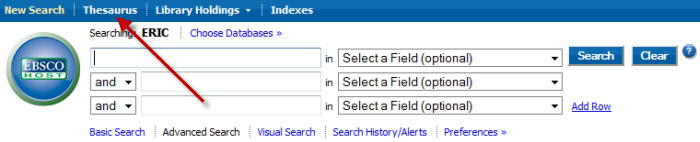 New Search Thesaurus Library Holdings Indexes
Searching: ERIC Choose Databases »
EBSCO HOST in Select a Field (optional) Search Clear ?
and in Select a Field (optional)
and in Select a Field (optional) Add Row
Basic Search Advanced Search Visual Search Search History/Alerts Preferences »